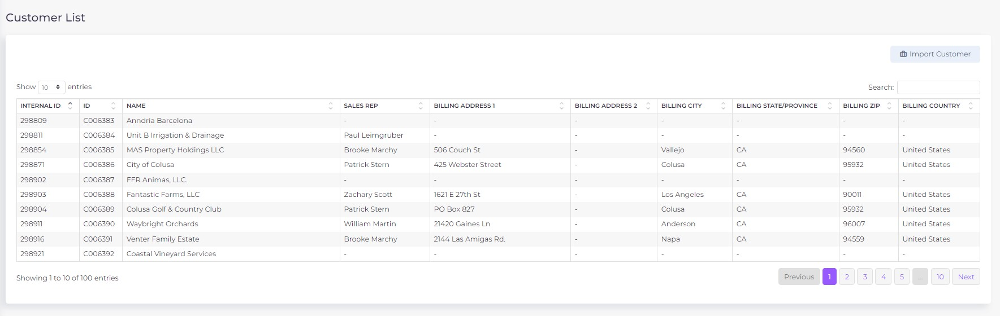 Customer List
Import Customer
Show 10 entries Search:
INTERNAL ID ID NAME SALES REP BILLING ADDRESS 1 BILLING ADDRESS 2 BILLING CITY BILLING STATE/PROVINCE BILLING ZIP BILLING COUNTRY
298809 C006383 Anndria Barcelona - - - - - - -
298811 C006384 Unit B Irrigation & Drainage Paul Leimgruber - - - - - -
298854 C006385 MAS Property Holdings LLC Brooke Marchy 506 Couch St - Vallejo CA 94560 United States
298871 C006386 City of Colusa Patrick Stern 425 Webster Street - Colusa CA 95932 United States
298902 C006387 FFR Animas, LLC. - - - - - - -
298903 C006388 Fantastic Farms, LLC Zachary Scott 1621 E 27th St - Los Angeles CA 90011 United States
298904 C006389 Colusa Golf & Country Club Patrick Stern PO Box 827 - Colusa CA 95932 United States
298911 C006390 Waybright Orchards William Martin 21420 Gaines Ln - Anderson CA 96007 United States
298916 C006391 Venter Family Estate Brooke Marchy 2144 Las Amigas Rd. - Napa CA 94559 United States
298921 C006392 Coastal Vineyard Services - - - - - - -
Showing 1 to 10 of 100 entries Previous 1 2 3 4 5 ... 10 Next